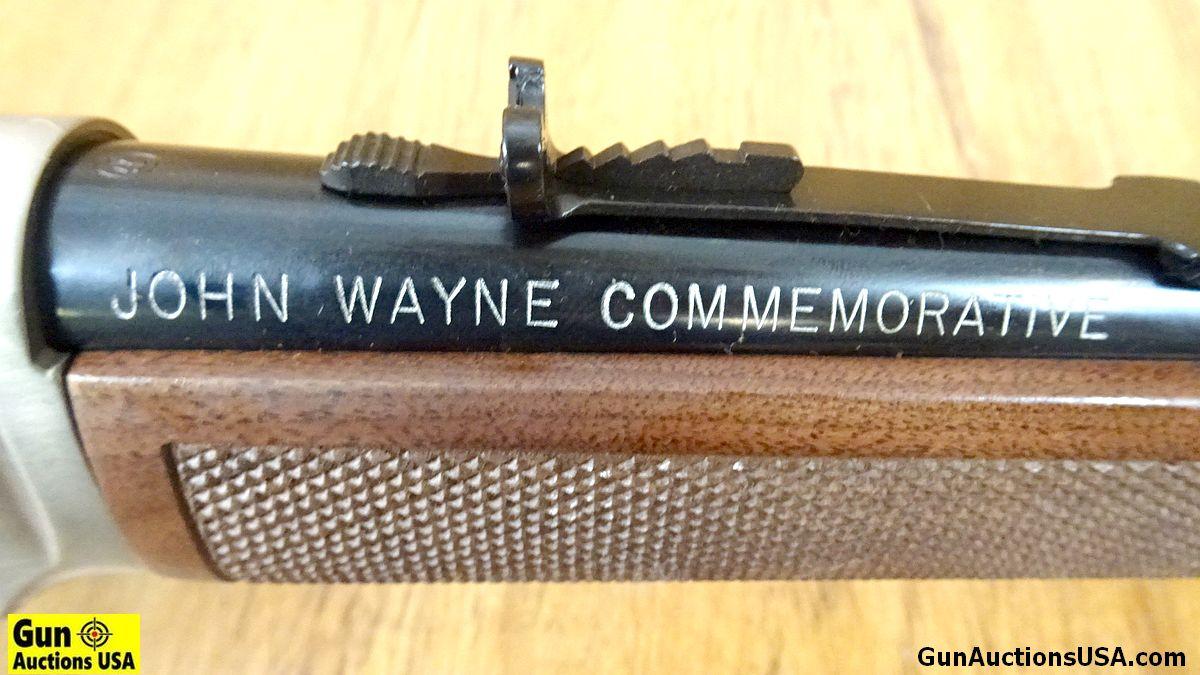 JOHN WAYNE COMMEMORATIVE
Gun
Auctions USA
GunAuctionsUSA.com